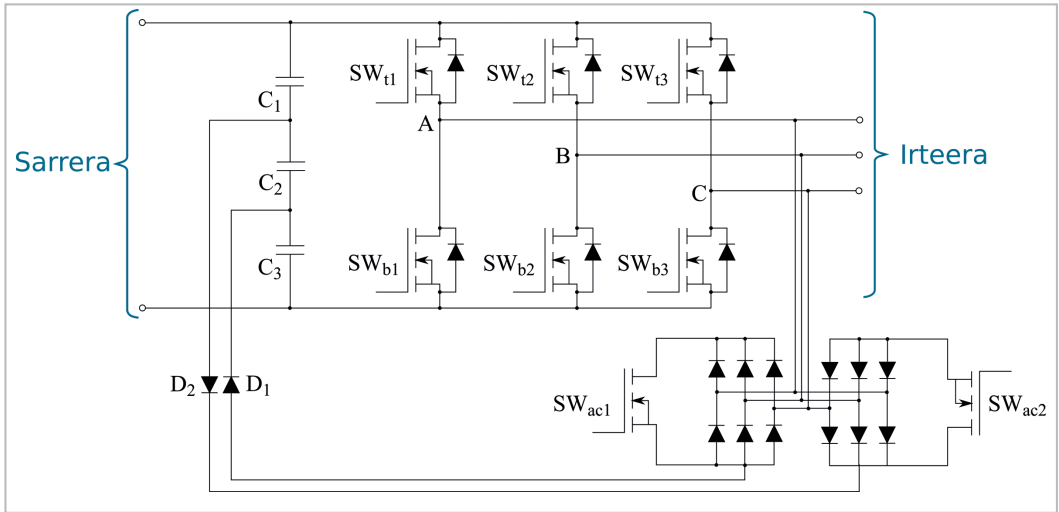 Sarrera
C1
C2
C3
SWt1
SWt2
SWt3
A
B
C
Irteera
SWb1
SWb2
SWb3
D2
D1
SWac1
SWac2